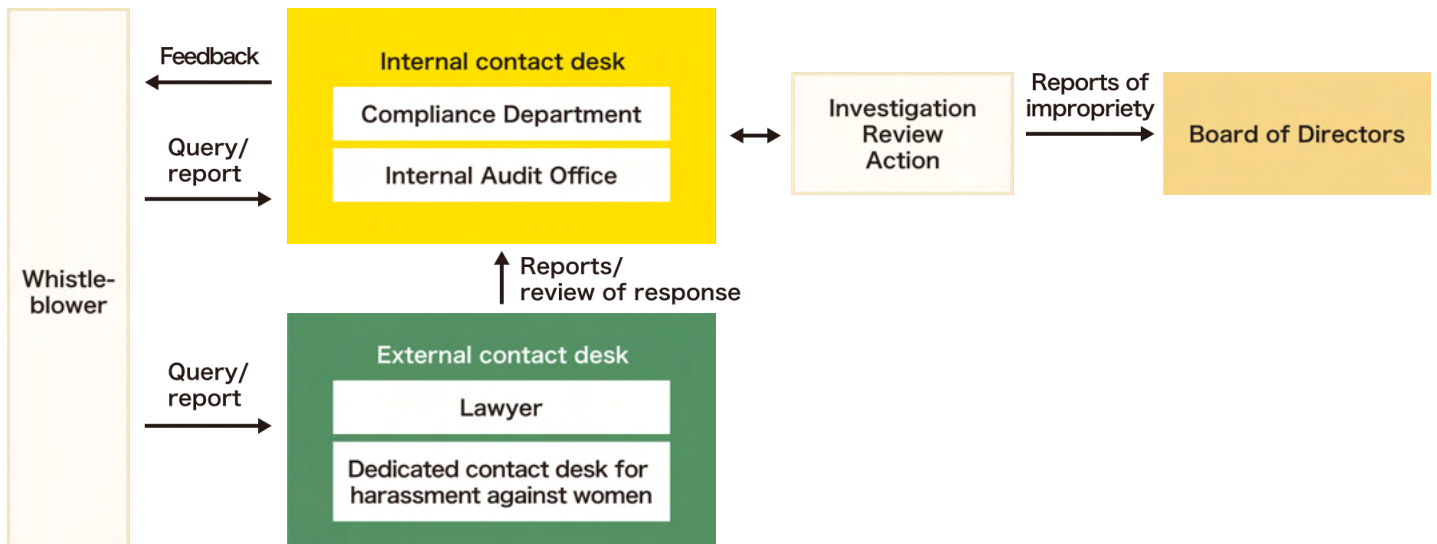 Whistle-
blower
Feedback
Query/
report
Internal contact desk
Compliance Department
Internal Audit Office
Investigation
Review
Action
Reports of
impropriety
Board of Directors
Reports/
review of response
Query/
report
External contact desk
Lawyer
Dedicated contact desk for
harassment against women